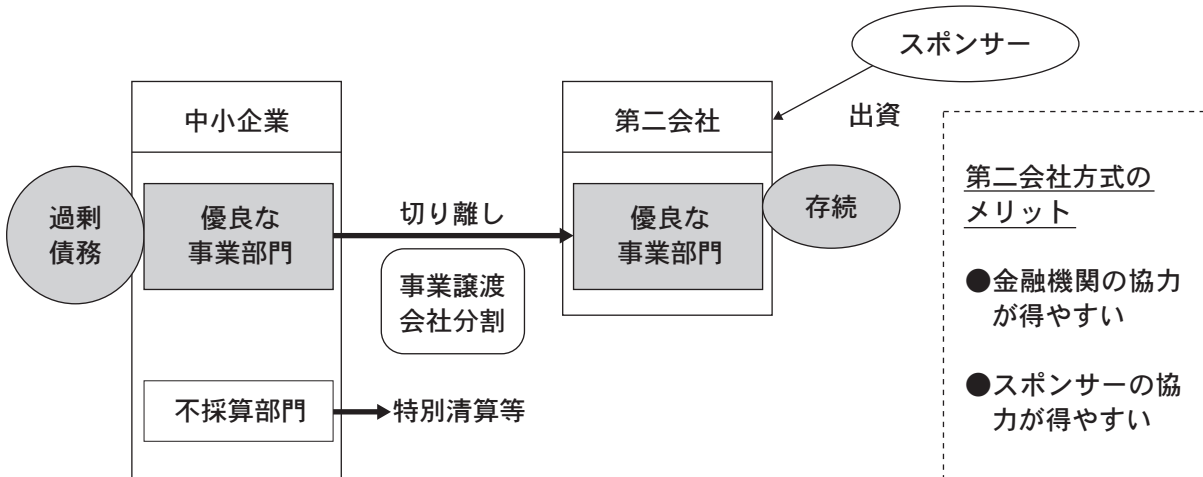 スポンサー
出資
中小企業
第二会社
過剰
債務
優良な
事業部門
切り離し
事業譲渡
会社分割
優良な
事業部門
存続
不採算部門
特別清算等
第二会社方式の
メリット
●金融機関の協力
が得やすい
●スポンサーの協
力が得やすい